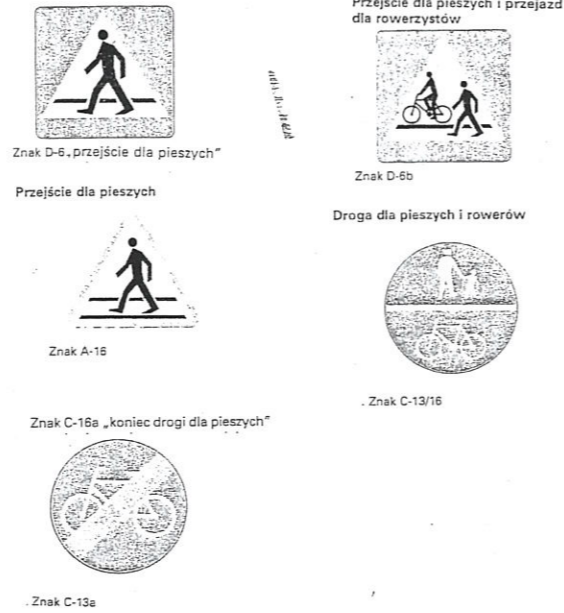 Znak D-6 „przejście dla pieszych"
Przejście dla pieszych
Znak A-16
Znak C-16a „koniec drogi dla pieszych"
. Znak C-13a
Przejście dla pieszych i przejazd
dla rowerzystów
Znak D-6b
Droga dla pieszych i rowerów
. Znak C-13/16